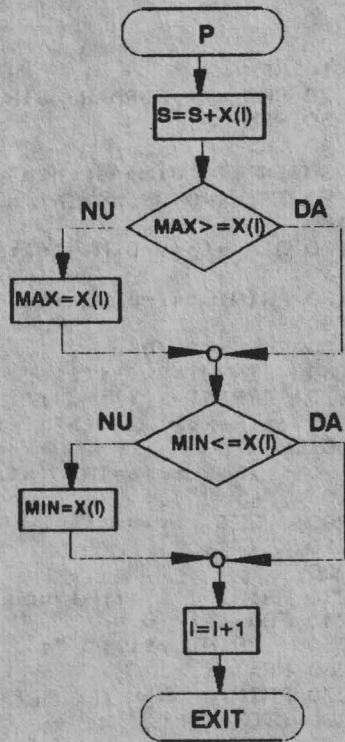 P
S=S+X(I)
NU
DA
MAX>=X(I)
MAX=X(I)
NU
DA
MIN<=X(I)
MIN=X(I)
I=I+1
EXIT